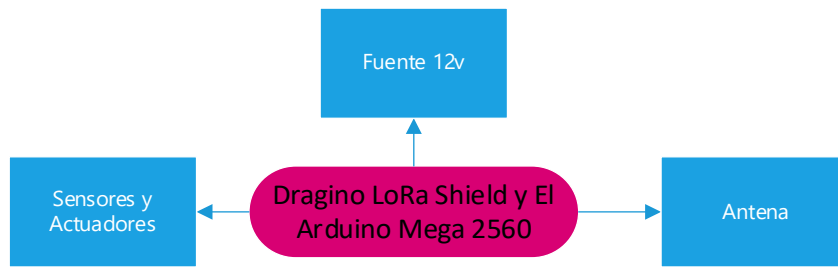 Fuente 12v
Sensores y
Actuadores
Dragino LoRa Shield y El
Arduino Mega 2560
Antena